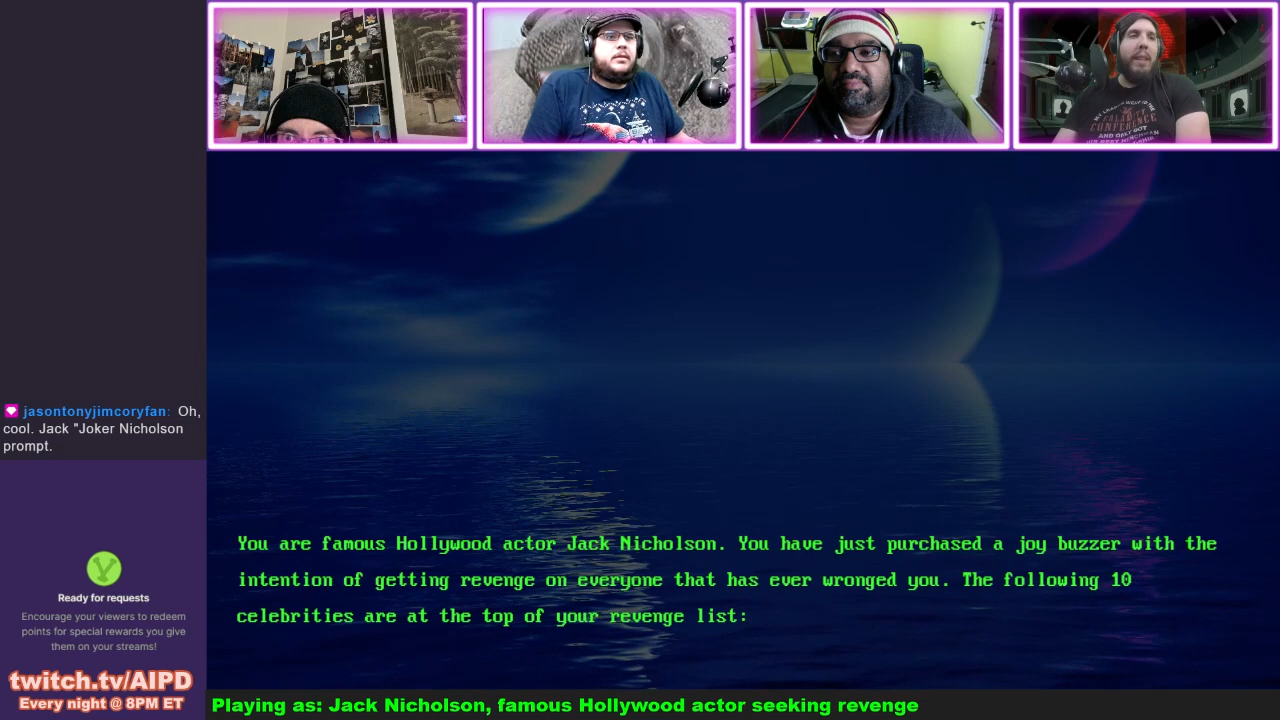 CONFERENCE
jasontonyjimcoryfan: Oh,
cool. Jack "Joker Nicholson
prompt.
You are famous Hollywood actor Jack Nicholson. You have just purchased a joy buzzer with the
intention of getting revenge on everyone that has ever wronged you. The following 10
celebrities are at the top of your revenge list:
Ready for requests
Encourage your viewers to redeem
points for special rewards you give
them on your streams!
twitch.tv/AIPD
Every night @ 8PM ET
Playing as: Jack Nicholson, famous Hollywood actor seeking revenge